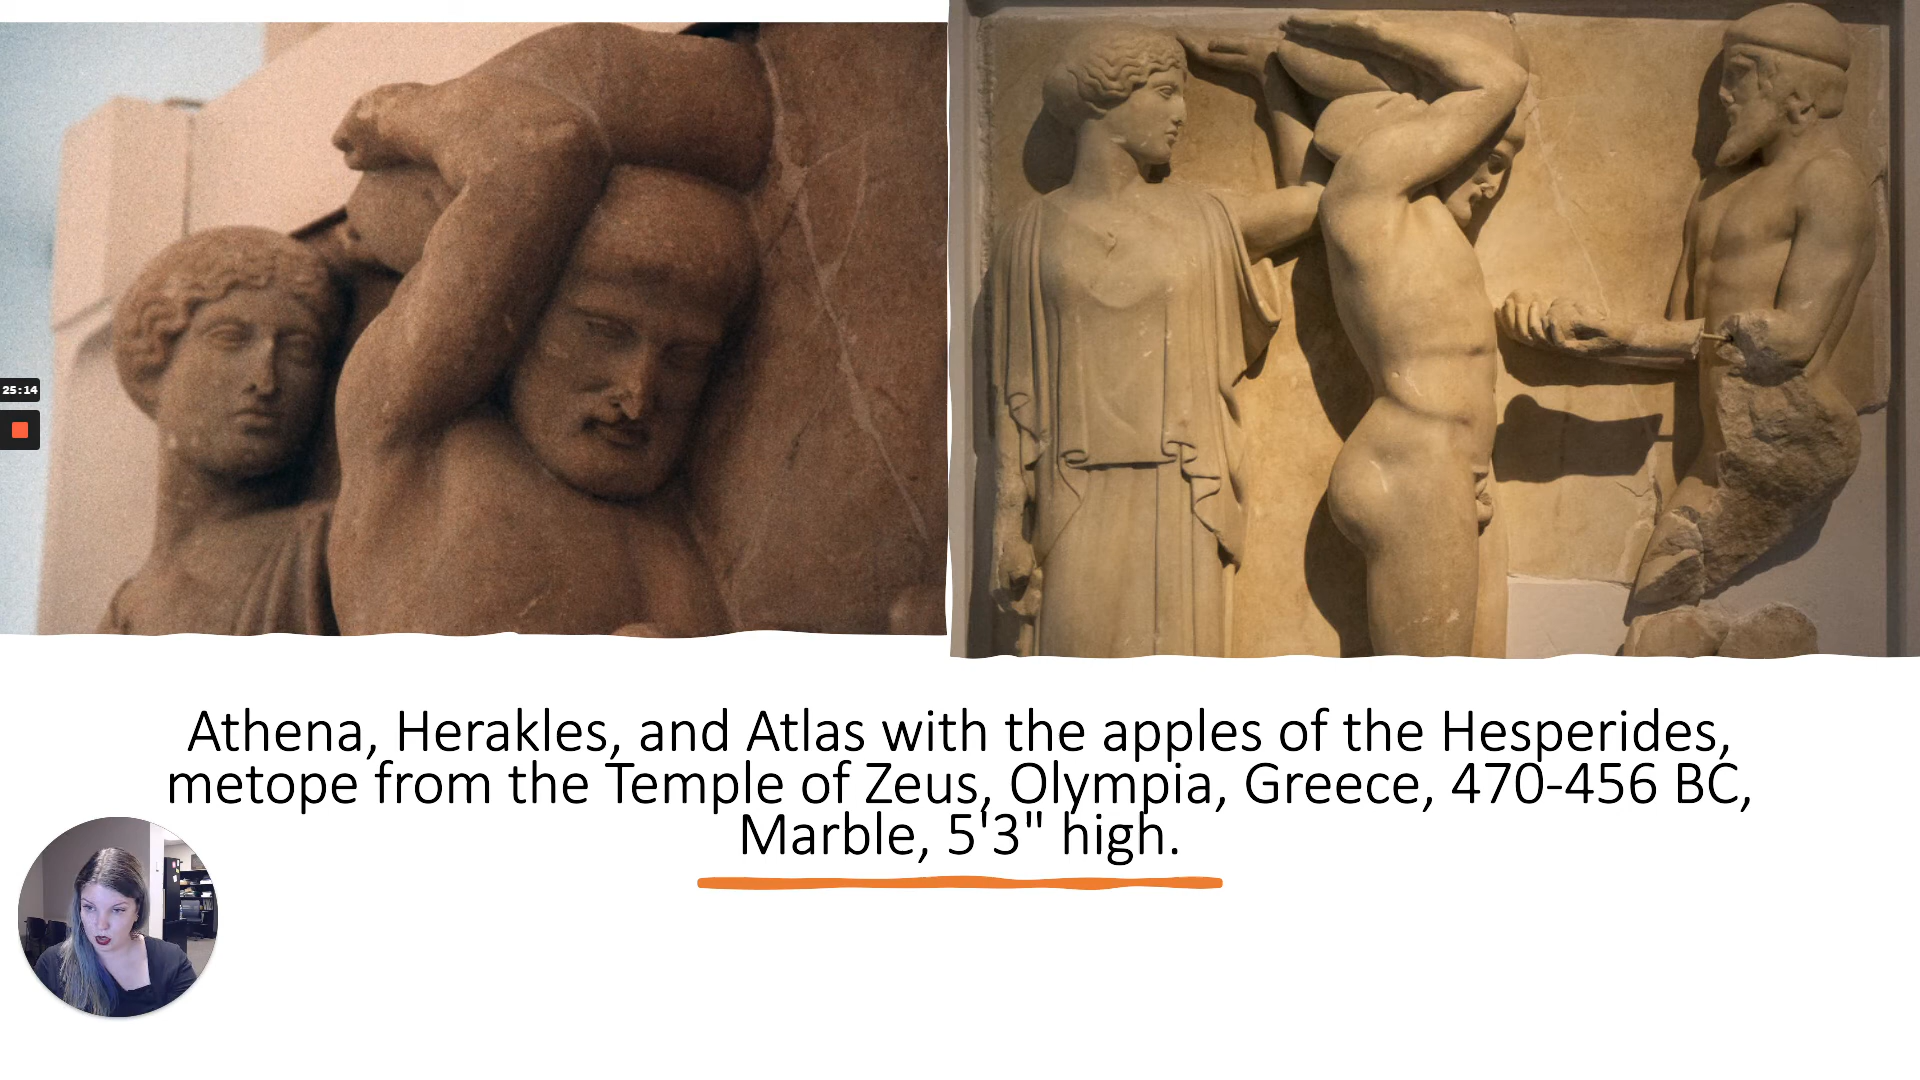 25:14
Athena, Herakles, and Atlas with the apples of the Hesperides,
metope from the Temple of Zeus, Olympia, Greece, 470-456 BC,
Marble, 5'3" high.